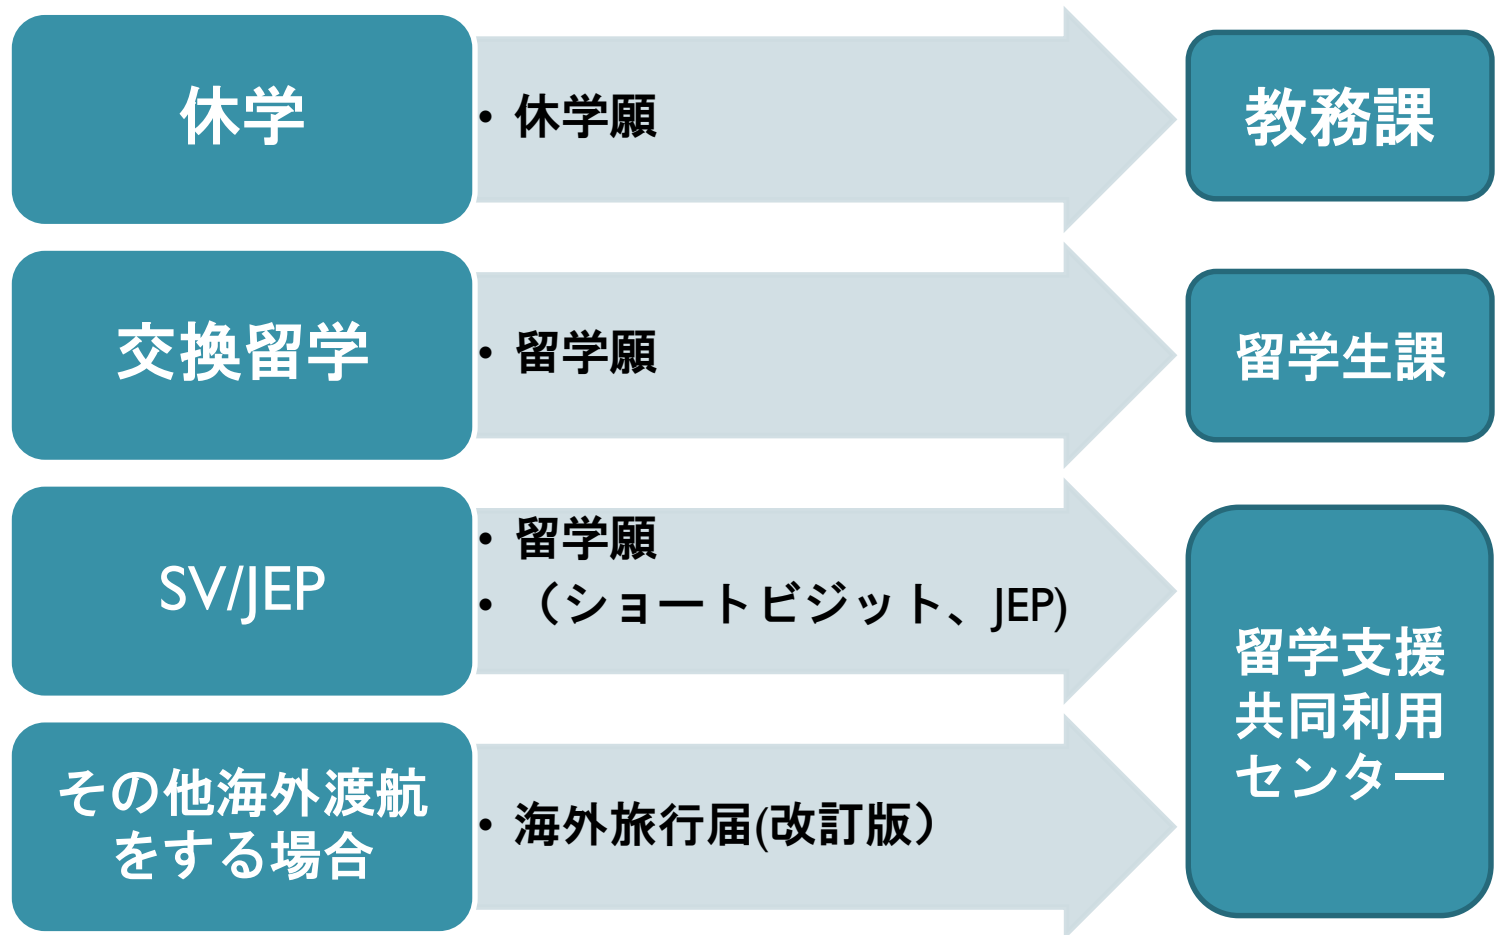 休学
• 休学願
教務課
交換留学
• 留学願
留学生課
SV/JEP
• 留学願
• （ショートビジット、JEP)
その他海外渡航
をする場合
• 海外旅行届(改訂版）
留学支援
共同利用
センター